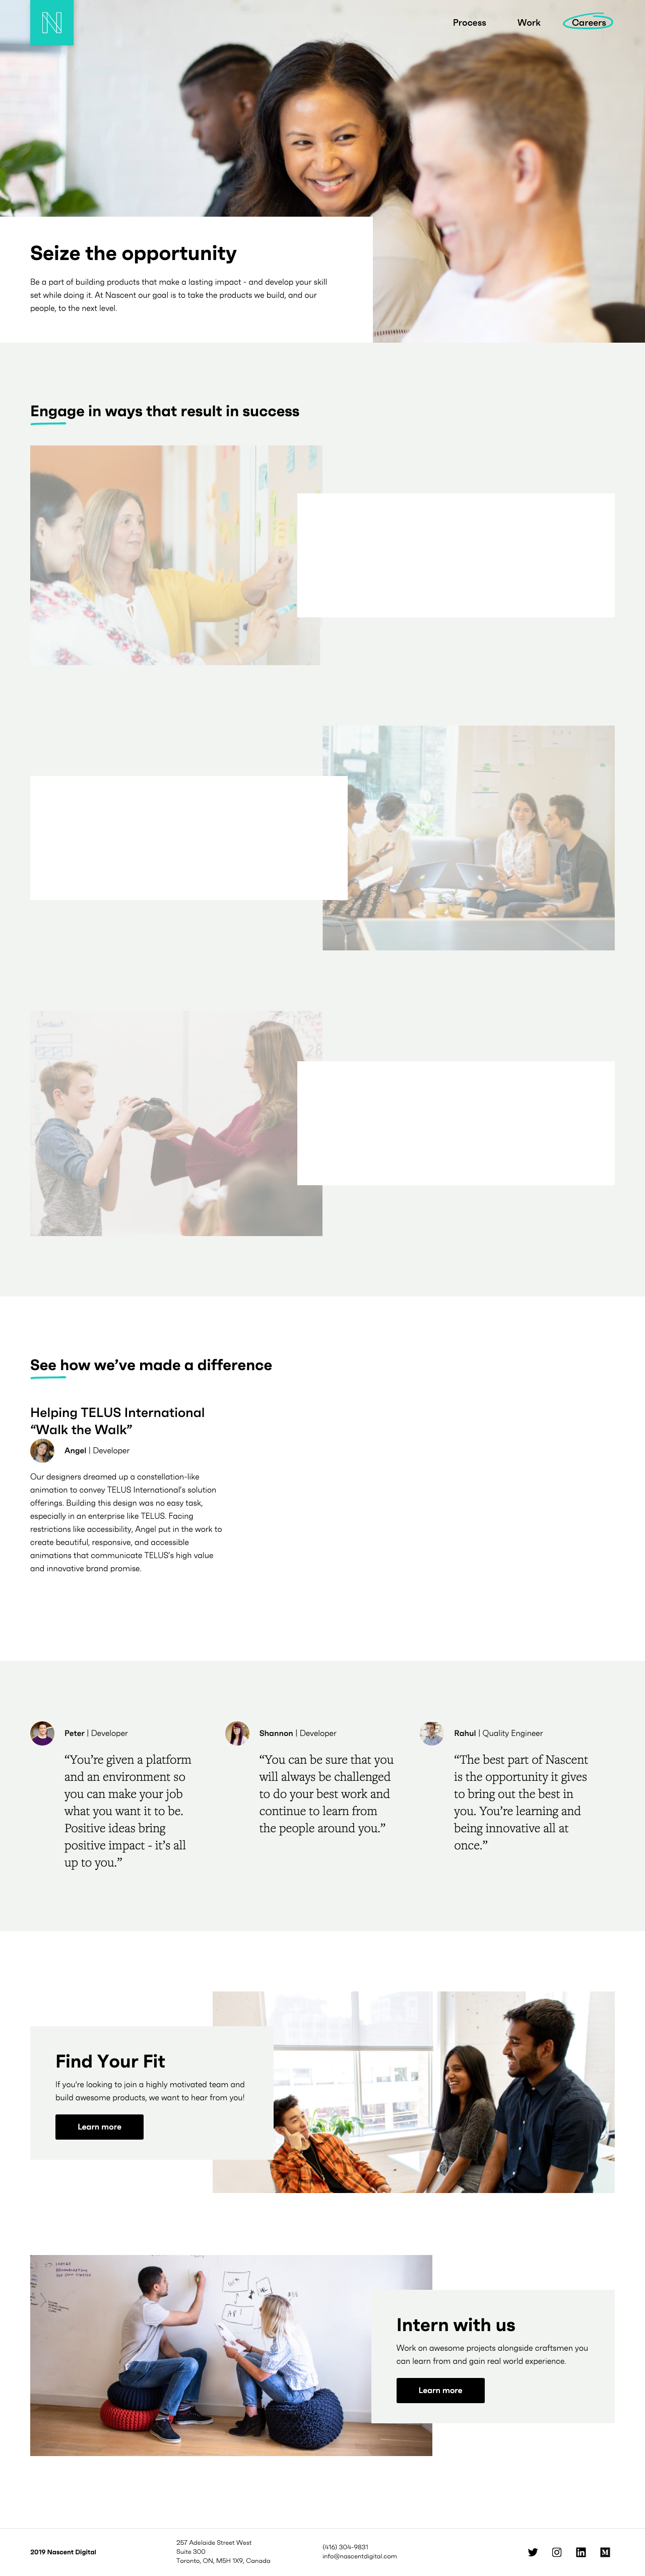 N
Process
Work
Careers
Seize the opportunity
Be a part of building products that make a lasting impact - and develop your skill
set while doing it. At Nascent our goal is to take the products we build, and our
people, to the next level.
Engage in ways that result in success
See how we’ve made a difference
Helping TELUS International
“Walk the Walk”
Angel | Developer
Our designers dreamed up a constellation-like
animation to convey TELUS International’s solution
offerings. Building this design was no easy task,
especially in an enterprise like TELUS. Facing
restrictions like accessibility, Angel put in the work to
create beautiful, responsive, and accessible
animations that communicate TELUS’s high value
and innovative brand promise.
Peter | Developer
“You’re given a platform
and an environment so
you can make your job
what you want it to be.
Positive ideas bring
positive impact - it’s all
up to you.”
Shannon | Developer
“You can be sure that you
will always be challenged
to do your best work and
continue to learn from
the people around you.”
Rahul | Quality Engineer
“The best part of Nascent
is the opportunity it gives
to bring out the best in
you. You’re learning and
being innovative all at
once.”
Find Your Fit
If you’re looking to join a highly motivated team and
build awesome products, we want to hear from you!
Learn more
API
Intern with us
Work on awesome projects alongside craftsmen you
can learn from and gain real world experience.
Learn more
2019 Nascent Digital
257 Adelaide Street West
Suite 300
Toronto, ON, M5H 1X9, Canada
(416) 304-9831
info@nascentdigital.com